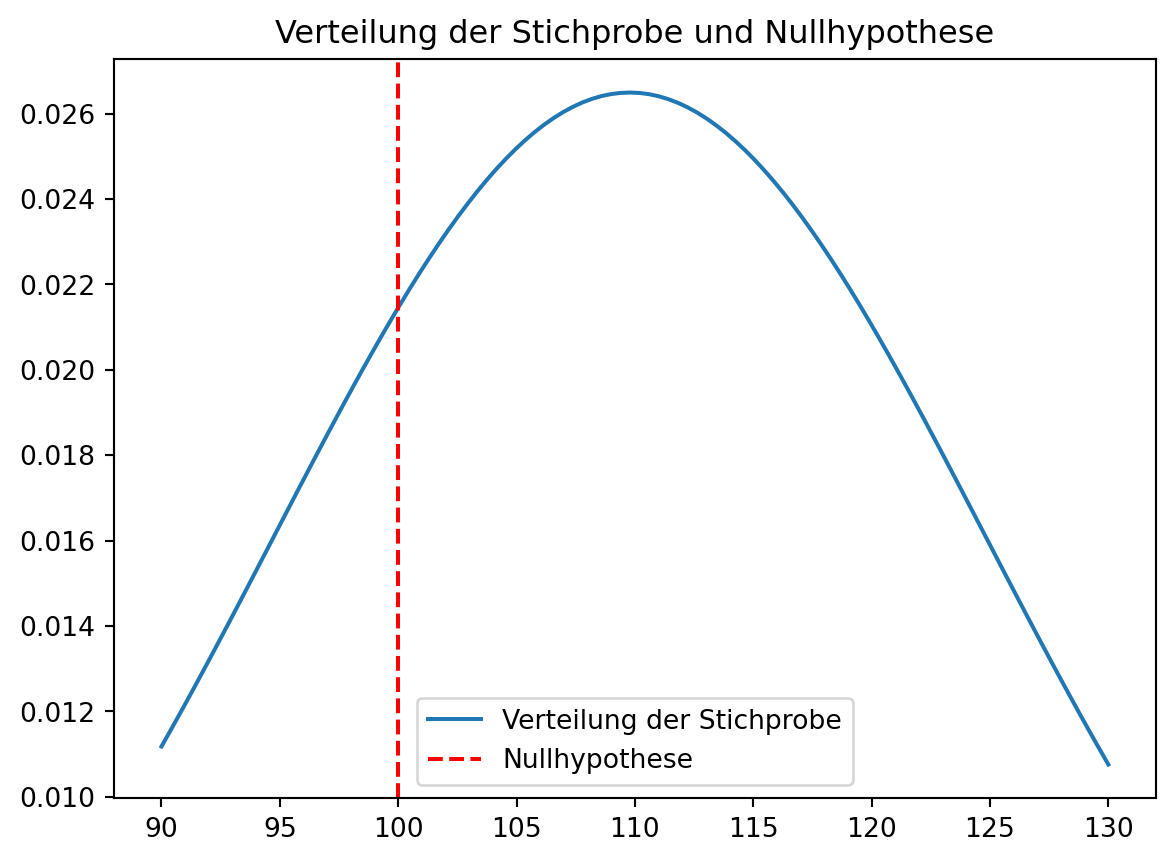 Verteilung der Stichprobe und Nullhypothese
0.026
0.024
0.022
0.020
0.018
0.016
0.014
0.012
0.010
Verteilung der Stichprobe
Nullhypothese
90 95 100 105 110 115 120 125 130